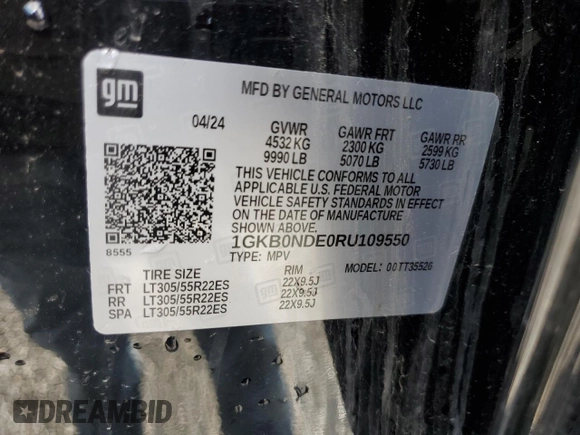 gm
MFD BY GENERAL MOTORS LLC
04/24 GVWR GAWR FRT GAWR RR
4532 KG 2300 KG 2599 KG
9990 LB 5070 LB 5730 LB
THIS VEHICLE CONFORMS TO ALL
APPLICABLE U.S. FEDERAL MOTOR
VEHICLE SAFETY STANDARDS IN
EFFECT ON THE DATE OF MANUFACTURE
SHOWN ABOVE.
1GKB0NDE0RU109550
8555 TYPE: MPV MODEL: 00TT35526
TIRE SIZE RIM
FRT LT305/55R22ES 22X9.5J
RR LT305/55R22ES 22X9.5J
SPA LT305/55R22ES 22X9.5J
DREAMBID